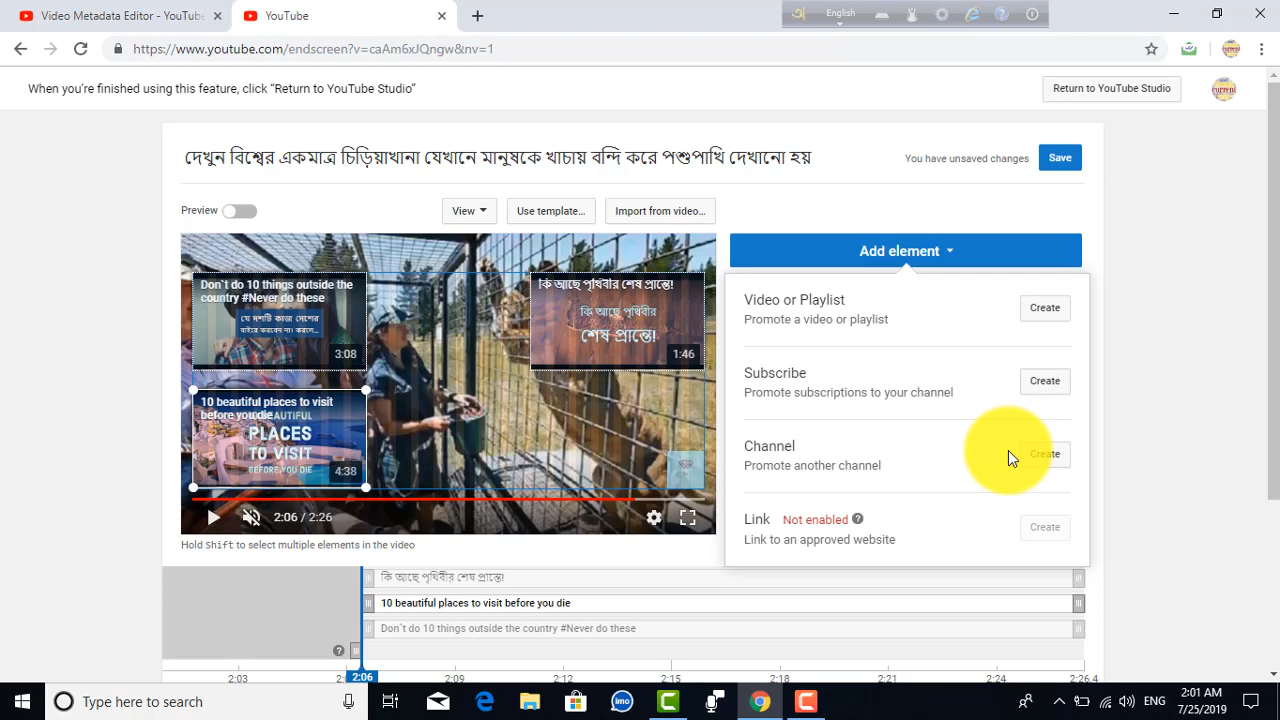 Video Metadata Editor - YouTube
YouTube
English
https://www.youtube.com/endscreen?v=caAm6xJQngw&nv=1
When you're finished using this feature, click "Return to YouTube Studio"
Return to YouTube Studio
দেখুন বিশ্বের একমাত্র চিড়িয়াখানা যেখানে মানুষকে খাচায় বন্দি করে পশুপাখি দেখানো হয়
You have unsaved changes
Save
Preview
View
Use template...
Import from video...
Add element
Don`t do 10 things outside the
country #Never do these
যে দশটি কাজ দেশের
বাইরে করবেন না। করলে...
3:08
কি আছে পৃথিবীর শেষ প্রান্তে!
কি আছে পৃথিবীর
শেষ প্রান্তে!
1:46
10 beautiful places to visit
before you die
BEAUTIFUL
PLACES
TO VISIT
BEFORE YOU DIE
4:38
2:06 / 2:26
Hold Shift to select multiple elements in the video
Video or Playlist
Promote a video or playlist
Create
Subscribe
Promote subscriptions to your channel
Create
Channel
Promote another channel
Create
Link Not enabled
Link to an approved website
Create
কি আছে পৃথিবীর শেষ প্রান্তে!
10 beautiful places to visit before you die
Don`t do 10 things outside the country #Never do these
2:03
2:06
2:09
2:12
2:15
2:24
2:26.4
Type here to search
imo
ENG
2:01 AM
7/25/2019